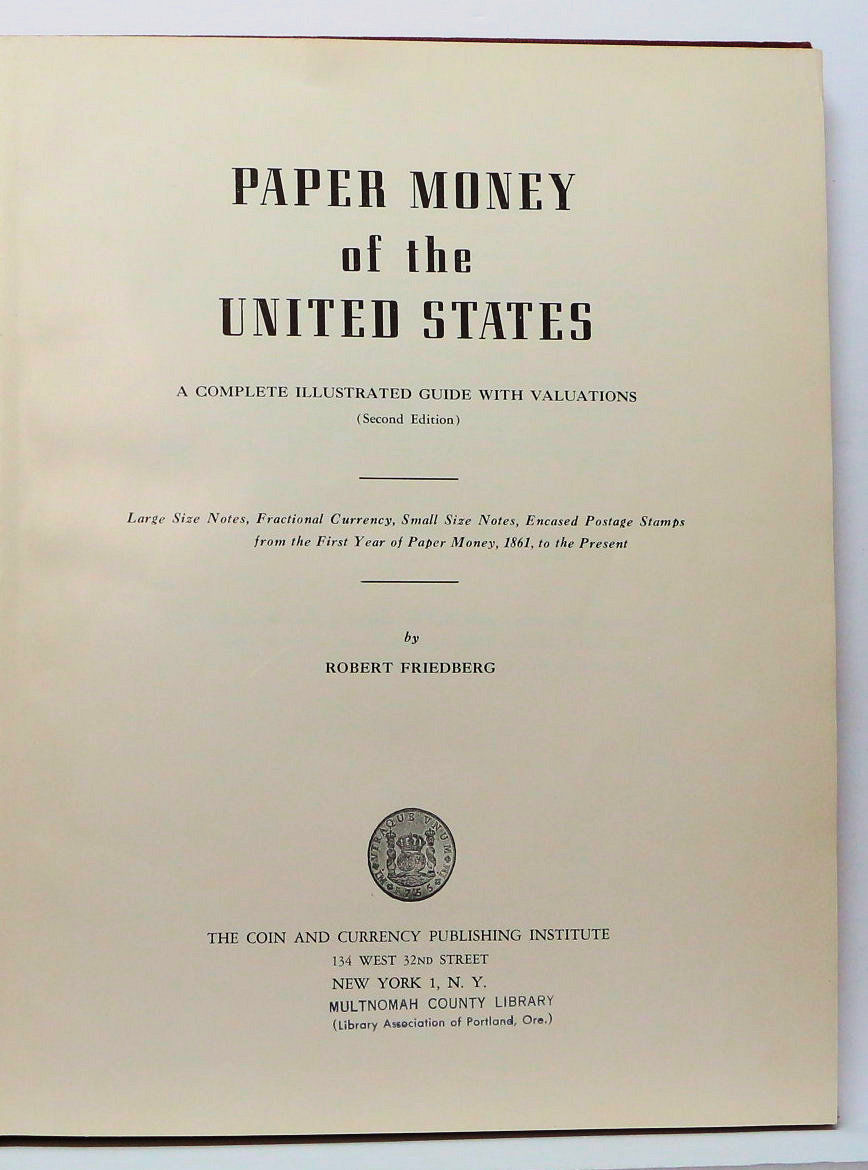 PAPER MONEY
of the
UNITED STATES
A COMPLETE ILLUSTRATED GUIDE WITH VALUATIONS
(Second Edition)
Large Size Notes, Fractional Currency, Small Size Notes, Encased Postage Stamps
from the First Year of Paper Money, 1861, to the Present
by
ROBERT FRIEDBERG
VTRAQUE VNUM
THE COIN AND CURRENCY PUBLISHING INSTITUTE
134 WEST 32ND STREET
NEW YORK 1, N. Y.
MULTNOMAH COUNTY LIBRARY
(Library Association of Portland, Ore.)